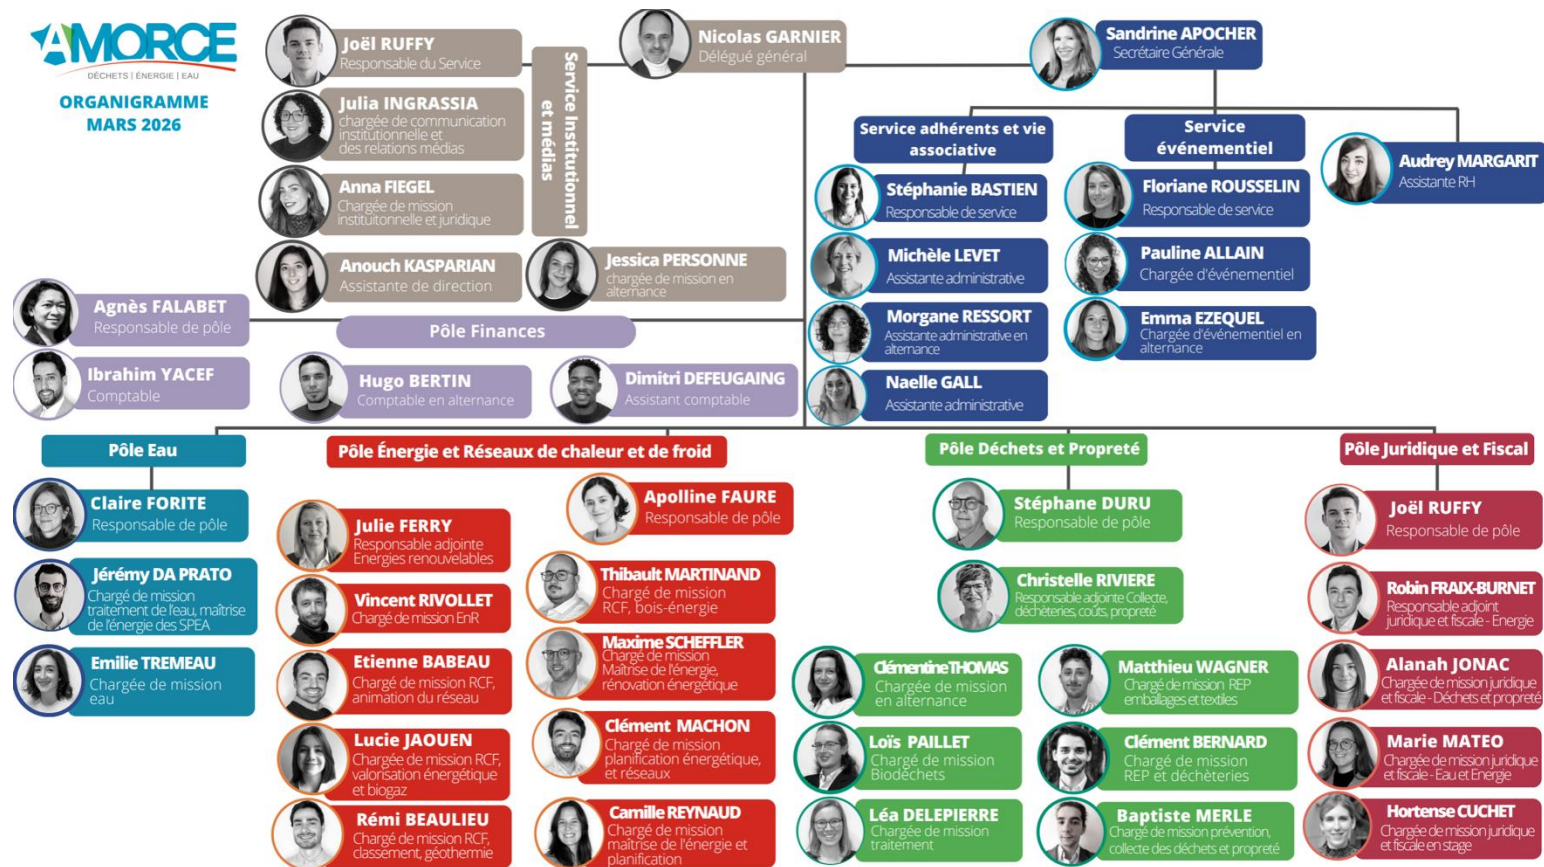 AMORCE
DÉCHETS | ÉNERGIE | EAU
ORGANIGRAMME
MARS 2026
Joël RUFFY
Responsable du Service
Julia INGRASSIA
chargée de communication
institutionnelle et
des relations médias
Anna FIEGEL
Chargée de mission
instituitonnelle et juridique
Anouch KASPARIAN
Assistante de direction
Service Institutionnel
et médias
Jessica PERSONNE
chargée de mission en
alternance
Nicolas GARNIER
Délégué général
Sandrine APOCHER
Secrétaire Générale
Service adhérents et vie
associative
Stéphanie BASTIEN
Responsable de service
Michèle LEVET
Assistante administrative
Morgane RESSORT
Assistante administrative en
alternance
Naelle GALL
Assistante administrative
Service
événementiel
Floriane ROUSSELIN
Responsable de service
Pauline ALLAIN
Chargée d'événementiel
Emma EZEQUEL
Chargée d'événementiel en
alternance
Audrey MARGARIT
Assistante RH
Agnès FALABET
Responsable de pôle
Pôle Finances
Ibrahim YACEF
Comptable
Hugo BERTIN
Comptable en alternance
Dimitri DEFEUGAING
Assistant comptable
Pôle Eau
Claire FORITE
Responsable de pôle
Jérémy DA PRATO
Chargé de mission
traitement de l'eau, maîtrise
de l'énergie des SPEA
Emilie TREMEAU
Chargée de mission
eau
Pôle Énergie et Réseaux de chaleur et de froid
Julie FERRY
Responsable adjointe
Energies renouvelables
Vincent RIVOLLET
Chargé de mission EnR
Etienne BABEAU
Chargé de mission RCF,
animation du réseau
Lucie JAOUEN
Chargée de mission RCF,
valorisation énergétique
et biogaz
Rémi BEAULIEU
Chargé de mission RCF,
classement, géothermie
Apolline FAURE
Responsable de pôle
Thibault MARTINAND
Chargé de mission
RCF, bois-énergie
Maxime SCHEFFLER
Chargé de mission
Maîtrise de l'énergie,
rénovation énergétique
Clément MACHON
Chargé de mission
planification énergétique,
et réseaux
Camille REYNAUD
Chargé de mission
maîtrise de l'énergie et
planification
Pôle Déchets et Propreté
Stéphane DURU
Responsable de pôle
Christelle RIVIERE
Responsable adjointe Collecte,
déchèteries, coûts, propreté
Clémentine THOMAS
Chargée de mission
en alternance
Loïs PAILLET
Chargé de mission
Biodéchets
Léa DELEPIERRE
Chargée de mission
traitement
Matthieu WAGNER
Chargé de mission REP
emballages et textiles
Clément BERNARD
Chargé de mission
REP et déchèteries
Baptiste MERLE
Chargé de mission prévention,
collecte des déchets et propreté
Pôle Juridique et Fiscal
Joël RUFFY
Responsable de pôle
Robin FRAIX-BURNET
Responsable adjoint
juridique et fiscale - Energie
Alanah JONAC
Chargée de mission juridique
et fiscale - Déchets et propreté
Marie MATEO
Chargée de mission juridique
et fiscale - Eau et Energie
Hortense CUCHET
Chargée de mission juridique
et fiscale en stage